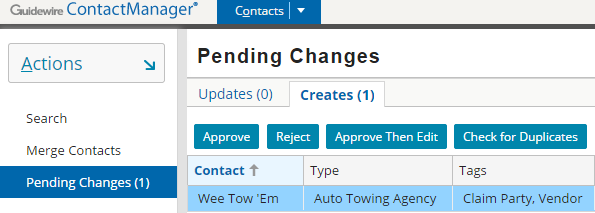 Guidewire ContactManager®
Contacts
Actions
Search
Merge Contacts
Pending Changes (1)
Pending Changes
Updates (0) Creates (1)
Approve Reject Approve Then Edit Check for Duplicates
Contact ↑ Type Tags
Wee Tow 'Em Auto Towing Agency Claim Party, Vendor